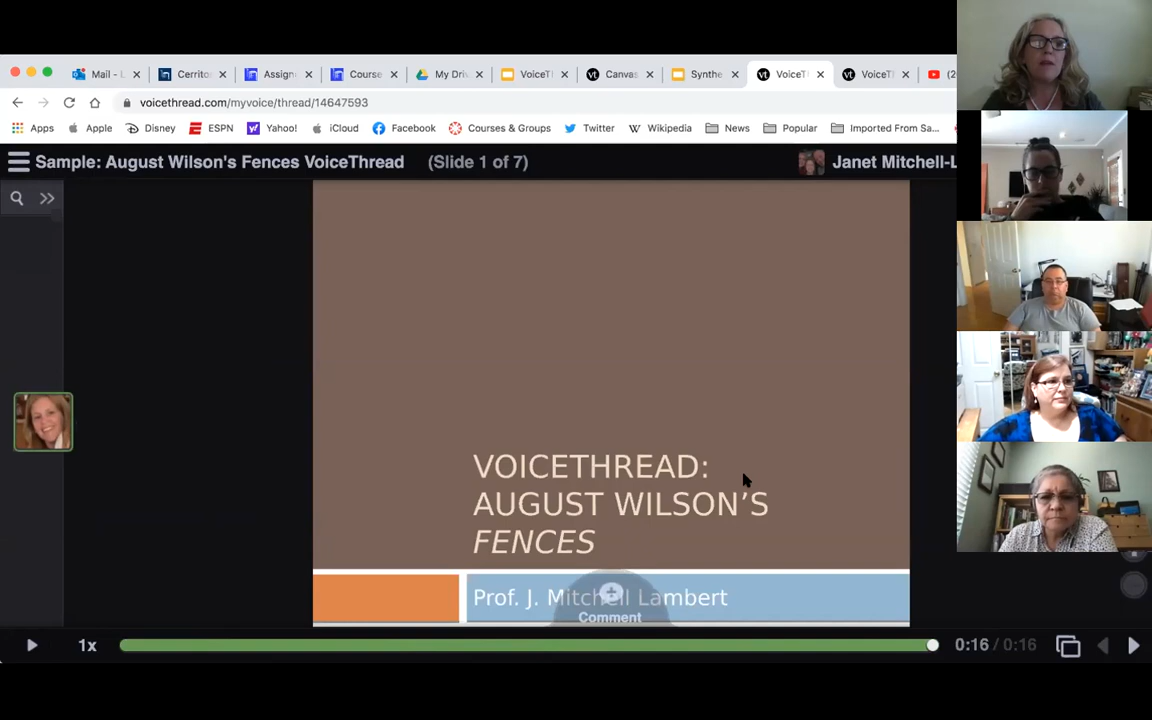 Mail - L
Cerrito
Assign
Course
My Driv
VoiceT
Canvas
Synthe
VoiceT
VoiceT
(2
voicethread.com/myvoice/thread/14647593
Apps
Apple
Disney
ESPN
Yahoo!
iCloud
Facebook
Courses & Groups
Twitter
Wikipedia
News
Popular
Imported From Sa...
Sample: August Wilson's Fences VoiceThread (Slide 1 of 7)
Janet Mitchell-L
VOICETHREAD:
AUGUST WILSON’S
FENCES
Prof. J. Mitchell Lambert
Comment
1x
0:16 / 0:16